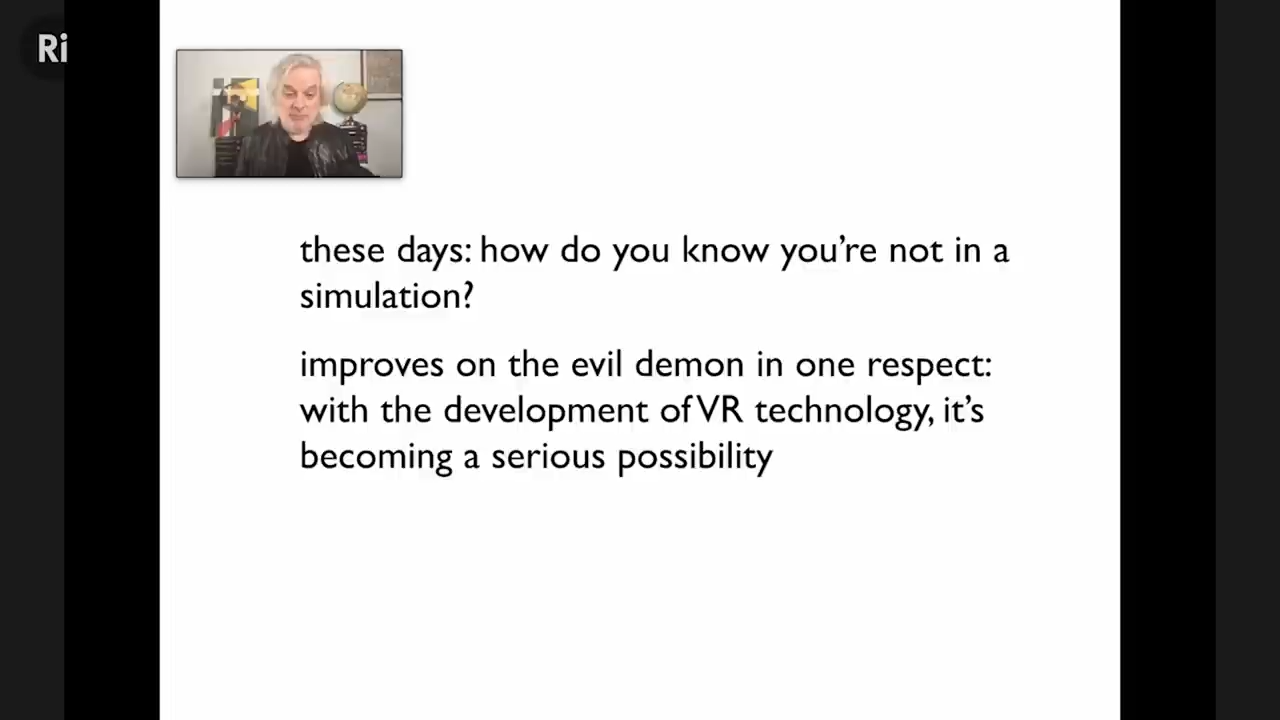 Ri
these days: how do you know you’re not in a
simulation?
improves on the evil demon in one respect:
with the development of VR technology, it’s
becoming a serious possibility